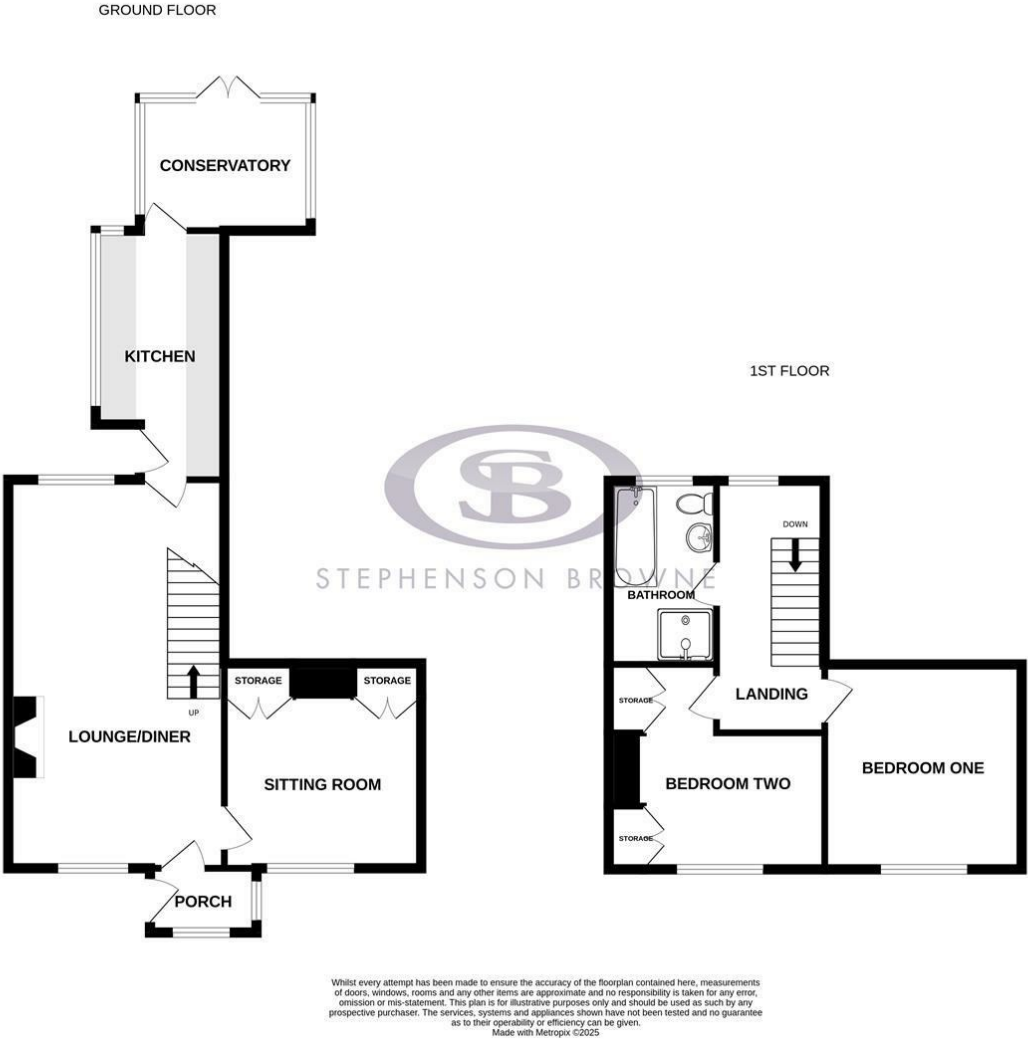 GROUND FLOOR
CONSERVATORY
KITCHEN
UP
LOUNGE/DINER
STORAGE
STORAGE
SITTING ROOM
PORCH
SB
STEPHENSON BROWNE
1ST FLOOR
DOWN
BATHROOM
LANDING
STORAGE
BEDROOM TWO
STORAGE
BEDROOM ONE
Whilst every attempt has been made to ensure the accuracy of the floorplan contained here, measurements
of doors, windows, rooms and any other items are approximate and no responsibility is taken for any error,
omission or mis-statement. This plan is for illustrative purposes only and should be used as such by any
prospective purchaser. The services, systems and appliances shown have not been tested and no guarantee
as to their operability or efficiency can be given.
Made with Metropix ©2025